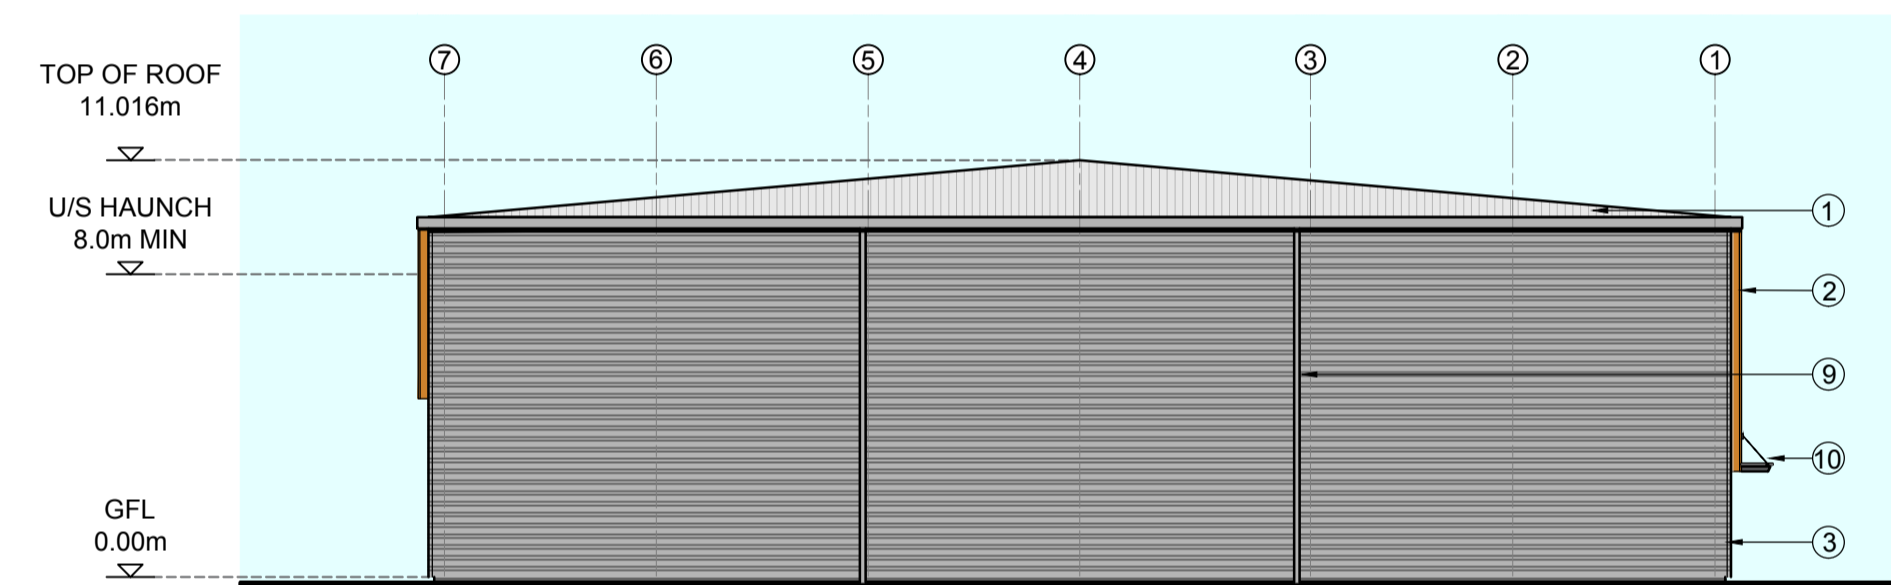 7 6 5 4 3 2 1
TOP OF ROOF
11.016m
U/S HAUNCH
8.0m MIN
1
2
9
10
GFL
0.00m
3